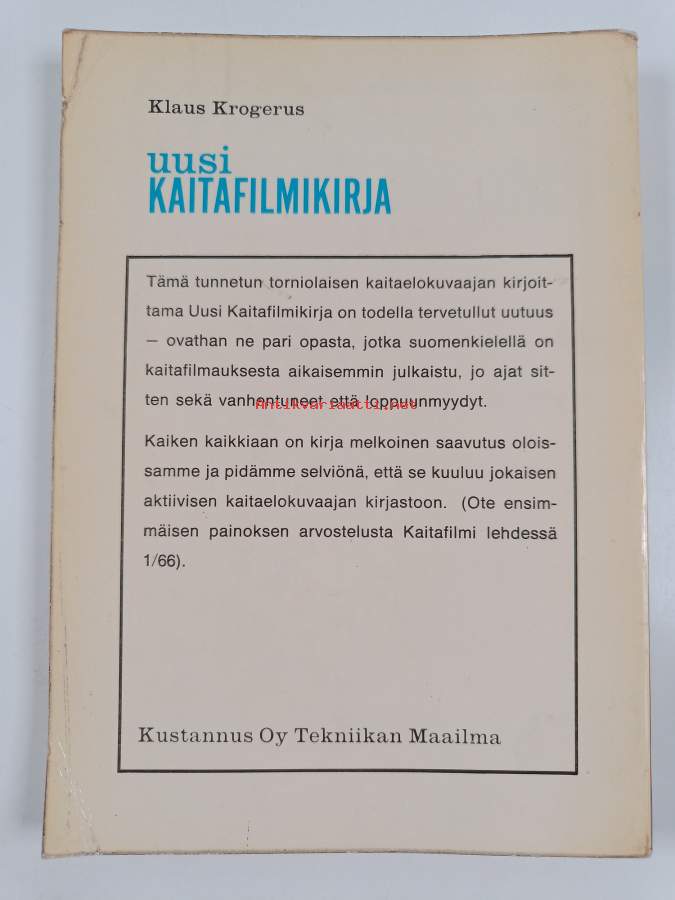 Klaus Krogerus
uusi
KAITAFILMIKIRJA
Tämä tunnetun torniolaisen kaitaelokuvaajan kirjoit-
tama Uusi Kaitafilmikirja on todella tervetullut uutuus
— ovathan ne pari opasta, jotka suomenkielellä on
kaitafilmauksesta aikaisemmin julkaistu, jo ajat sit-
ten sekä vanhentuneet että loppuunmyydyt.
Antikvariaatti.net
Kaiken kaikkiaan on kirja melkoinen saavutus olois-
samme ja pidämme selviönä, että se kuuluu jokaisen
aktiivisen kaitaelokuvaajan kirjastoon. (Ote ensim-
mäisen painoksen arvostelusta Kaitafilmi lehdessä
1/66).
Kustannus Oy Tekniikan Maailma